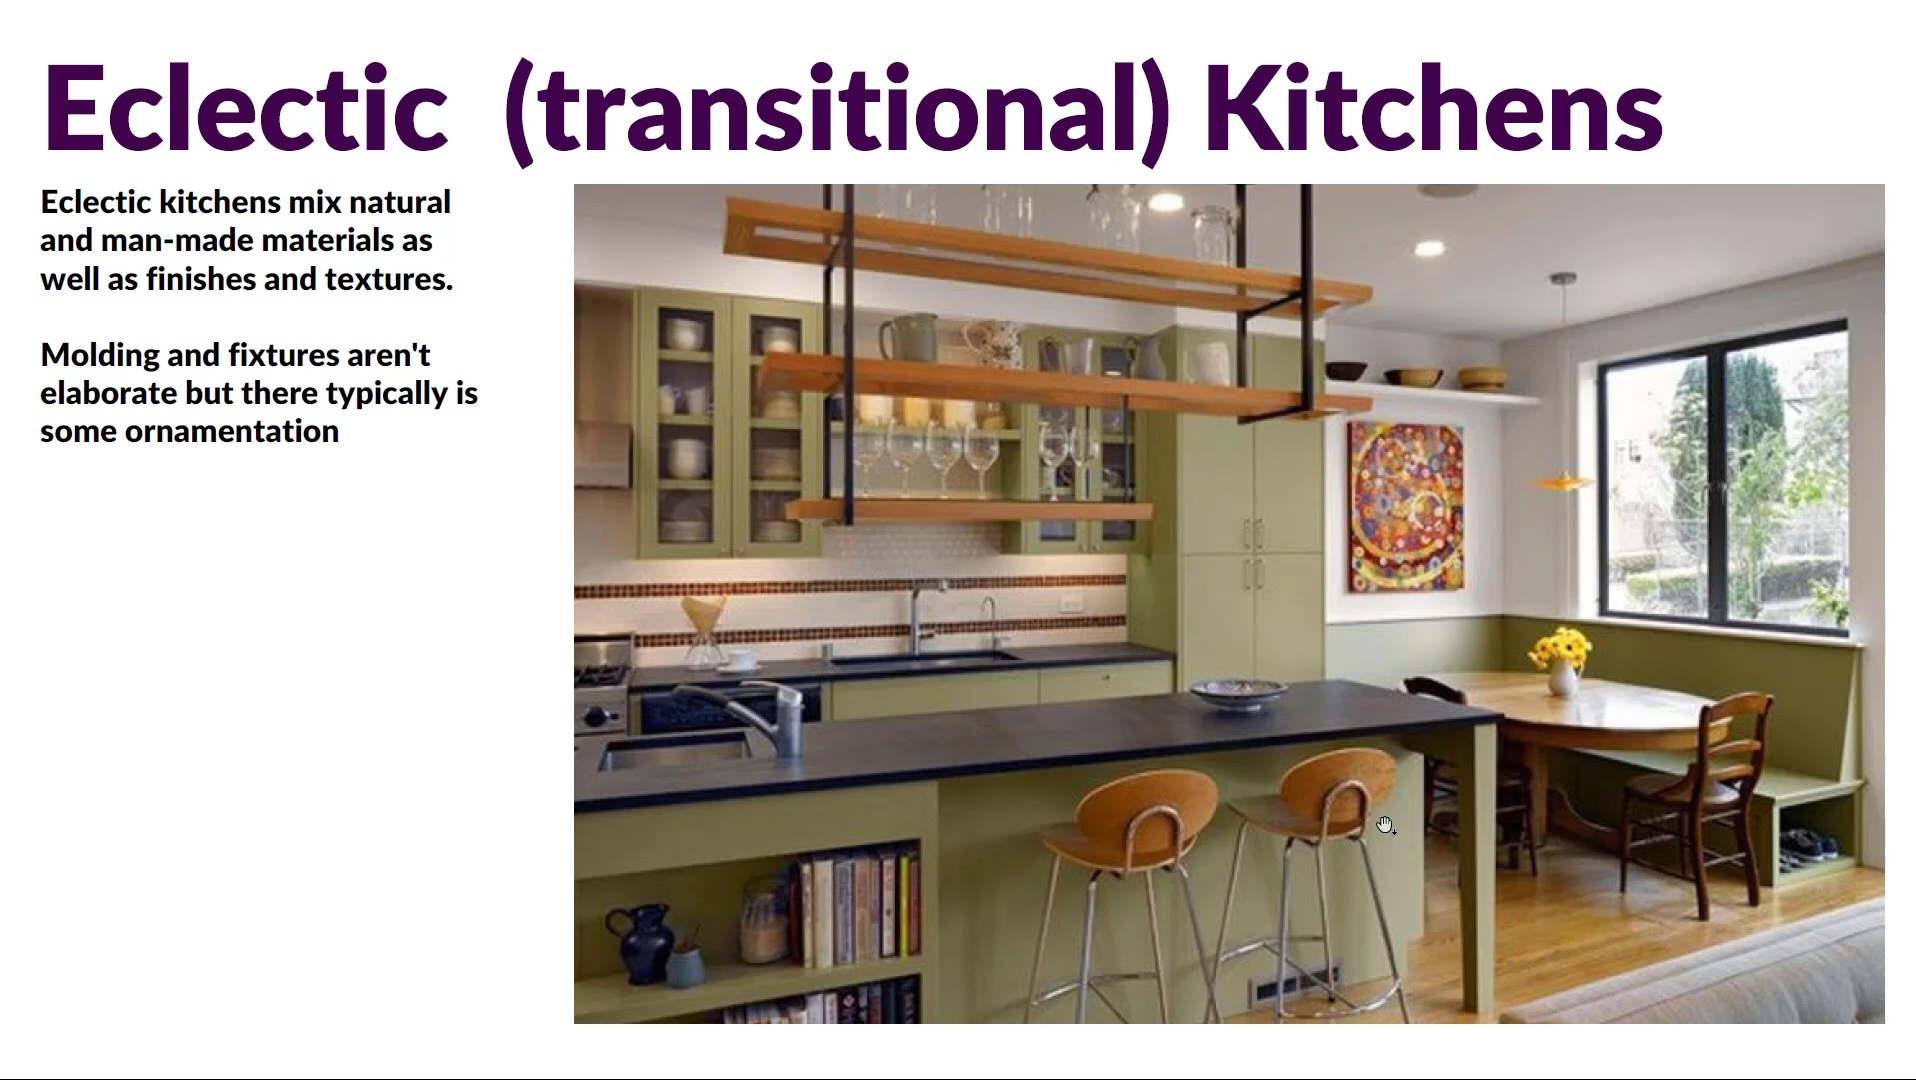 Eclectic  (transitional) Kitchens
Eclectic kitchens mix natural
and man-made materials as
well as finishes and textures.
Molding and fixtures aren't
elaborate but there typically is
some ornamentation